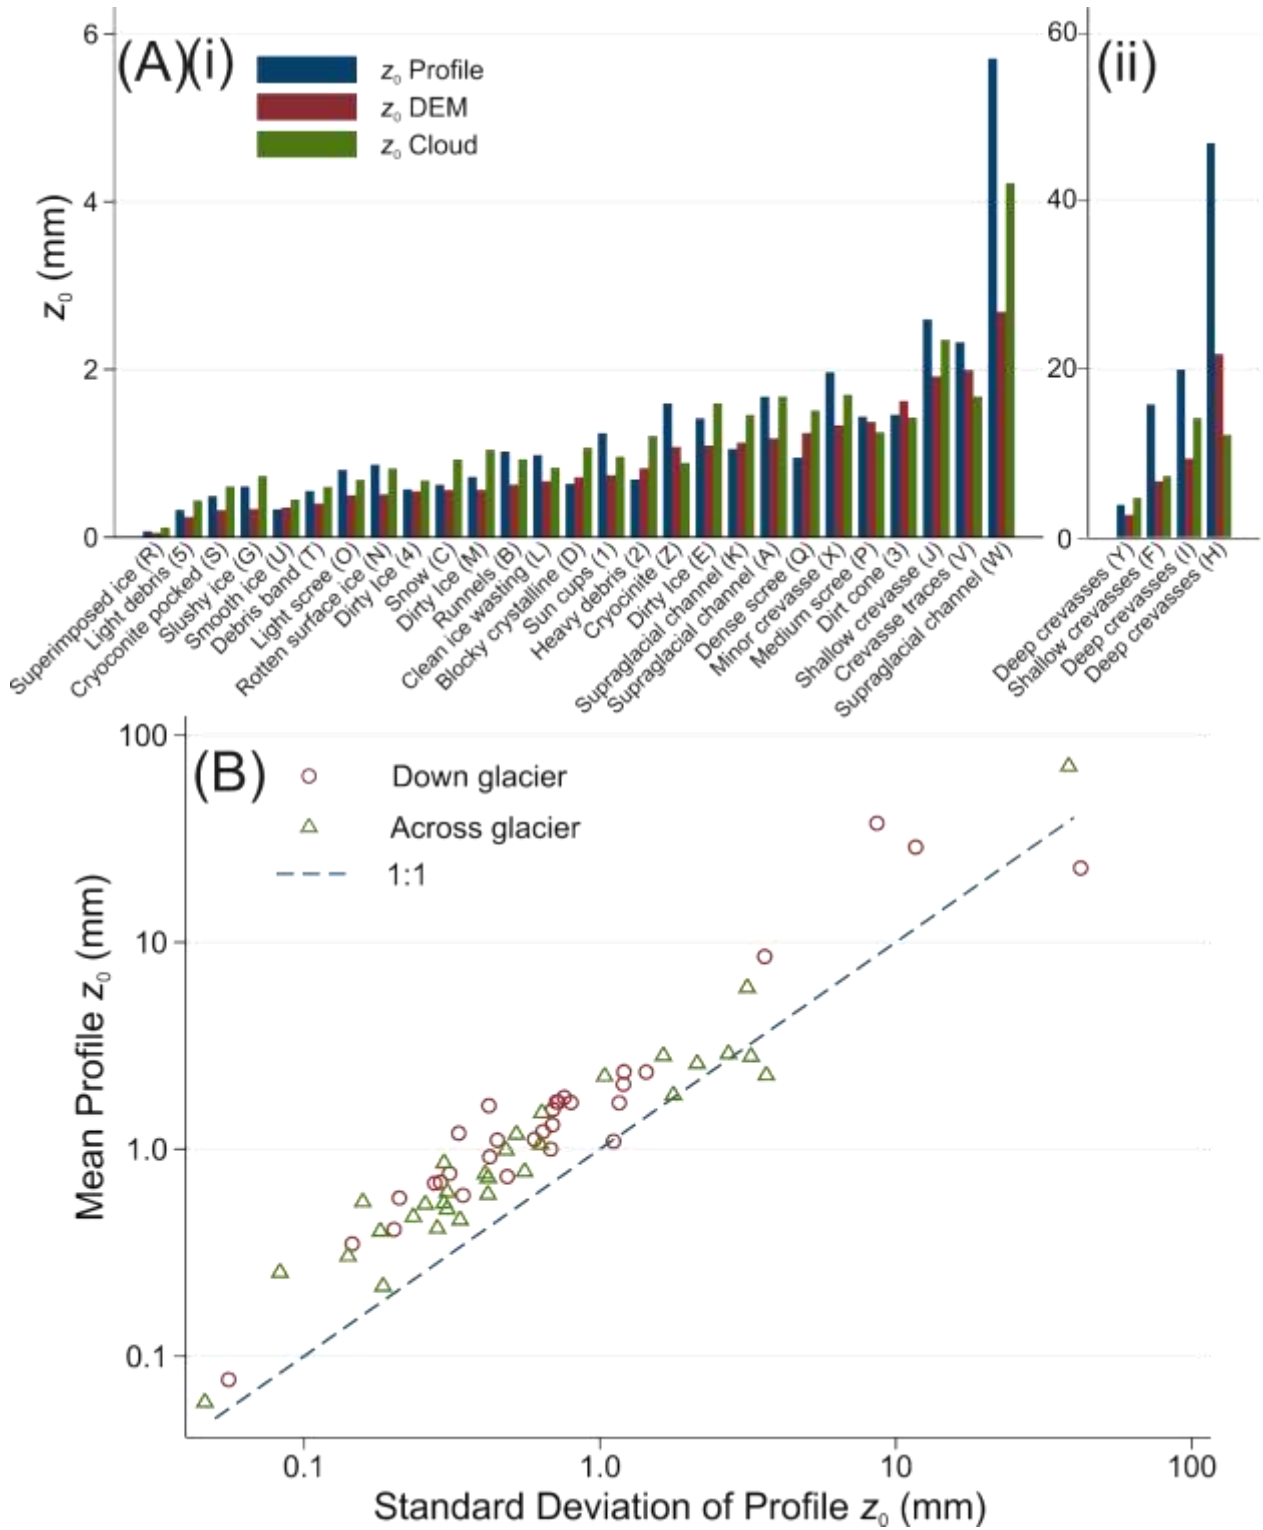 (A)(i)
z₀ Profile
z₀ DEM
z₀ Cloud
(ii)
6
4
2
0
z₀ (mm)
60
40
20
0
Superimposed ice (R)
Light debris (5)
Cryoconite pocked (S)
Slushy ice (G)
Smooth ice (U)
Debris band (T)
Light scree (O)
Rotten surface ice (N)
Dirty Ice (4)
Snow (C)
Dirty Ice (M)
Runnels (B)
Clean ice wasting (L)
Blocky crystalline (D)
Sun cups (1)
Heavy debris (2)
Cryocinite (Z)
Dirty Ice (E)
Supraglacial channel (K)
Supraglacial channel (A)
Dense scree (Q)
Minor crevasse (X)
Medium scree (P)
Dirt cone (3)
Shallow crevasse (J)
Crevasse traces (V)
Supraglacial channel (W)
Deep crevasses (Y)
Shallow crevasses (F)
Deep crevasses (I)
Deep crevasses (H)
(B)
Down glacier
Across glacier
1:1
100
10
1.0
0.1
Mean Profile z₀ (mm)
0.1
1.0
10
100
Standard Deviation of Profile z₀ (mm)